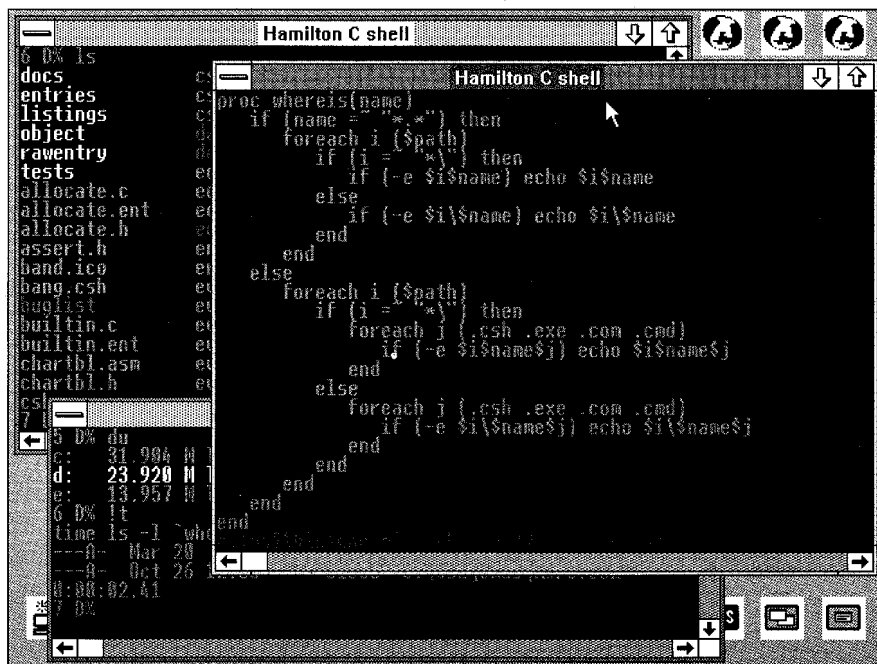 Hamilton C shell
6 D% ls
docs
entries
listings
object
rawentry
tests
allocate.c
allocate.ent
allocate.h
assert.h
band.ico
bang.csh
buglist
builtin.c
builtin.ent
chartbl.asm
chartbl.h
csh
Hamilton C shell
proc whereis(name)
if (name =~ "*.*") then
foreach i ($path)
if (i =~ "*\") then
if (-e $i$name) echo $i$name
else
if (-e $i\$name) echo $i\$name
end
end
else
foreach i ($path)
if (i =~ "*\") then
foreach j (.csh .exe .com .cmd)
if (-e $i$name$j) echo $i$name$j
end
else
foreach j (.csh .exe .com .cmd)
if (-e $i\$name$j) echo $i\$name$j
end
end
end
end
end
5 D% du
c: 31.904 M
d: 23.920 M
e: 13.957 M
6 D% !t
time ls -l `who
---A- Mar 20
---A- Oct 26
0:00:02.41
7 D%